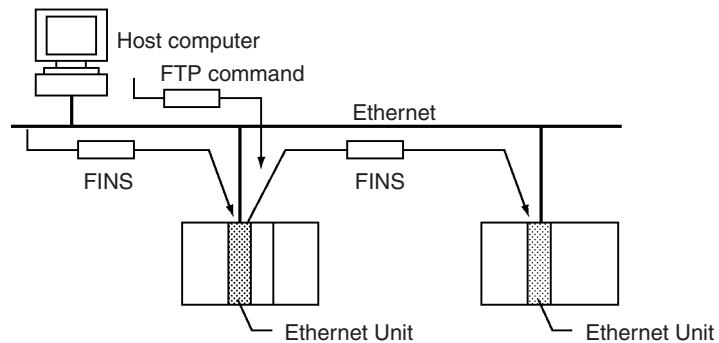 Host computer
FTP command
Ethernet
FINS
FINS
Ethernet Unit
Ethernet Unit